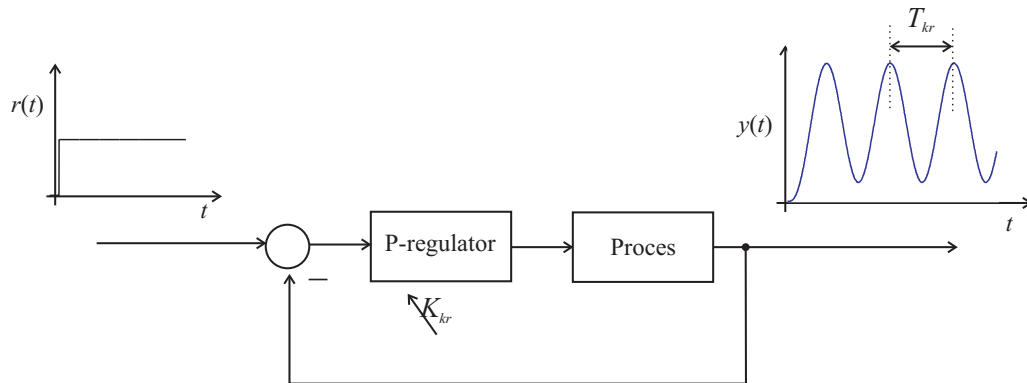 T_kr
r(t)
y(t)
t
t
P-regulator
Proces
K_kr